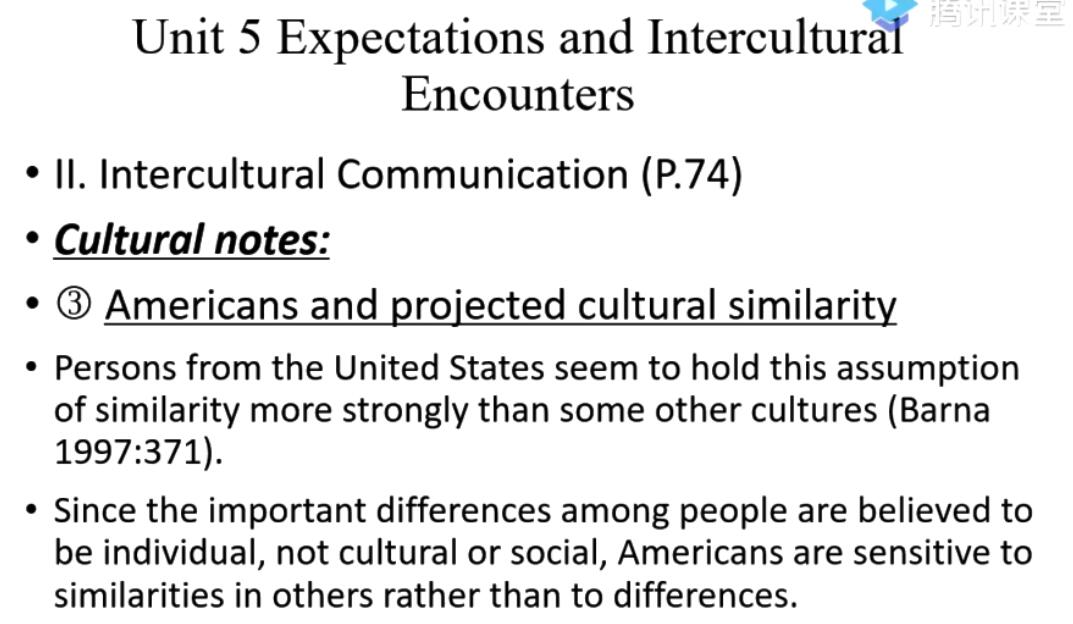 腾讯课堂
Unit 5 Expectations and Intercultural
Encounters
• II. Intercultural Communication (P.74)
• Cultural notes:
• ③ Americans and projected cultural similarity
• Persons from the United States seem to hold this assumption
of similarity more strongly than some other cultures (Barna
1997:371).
• Since the important differences among people are believed to
be individual, not cultural or social, Americans are sensitive to
similarities in others rather than to differences.